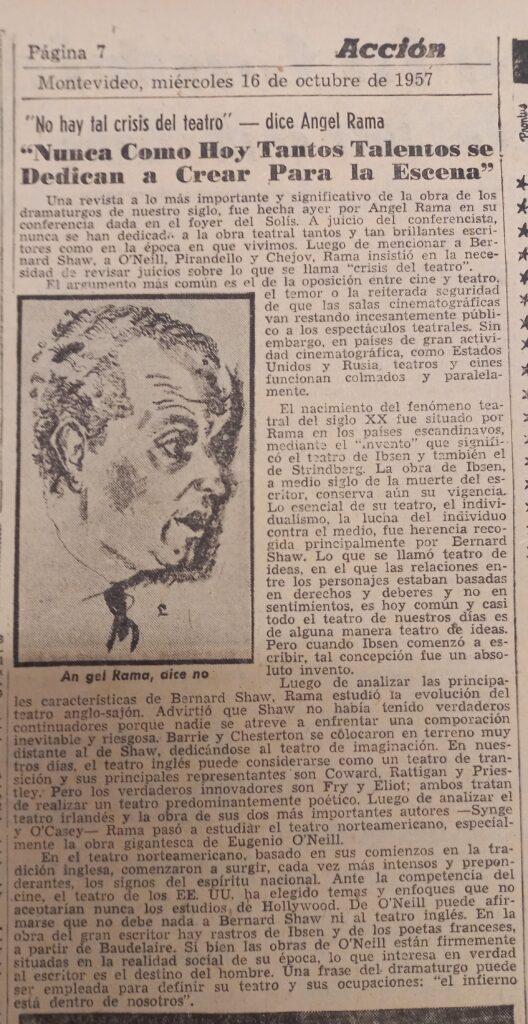 Página 7
Acción
Montevideo, miércoles 16 de octubre de 1957
"No hay tal crisis del teatro" — dice Angel Rama
"Nunca Como Hoy Tantos Talentos se
Dedican a Crear Para la Escena"
Una revista a lo más importante y significativo de la obra de los
dramaturgos de nuestro siglo, fue hecha ayer por Angel Rama en su
conferencia dada en el foyer del Solís. A juicio del conferencista,
nunca se han dedicado a la obra teatral tantos y tan brillantes escri-
tores como en la época en que vivimos. Luego de mencionar a Ber-
nard Shaw, a O'Neill, Pirandello y Chejov, Rama insistió en la nece-
sidad de revisar juicios sobre lo que se llama "crisis del teatro".
El argumento más común es el de la oposición entre cine y teatro,
el temor o la reiterada seguridad
de que las salas cinematográficas
van restando incesantemente públi-
co a los espectáculos teatrales. Sin
embargo, en países de gran activi-
dad cinematográfica, como Estados
Unidos y Rusia, teatros y cines
funcionan colmados y paralela-
mente.
El nacimiento del fenómeno tea-
tral del siglo XX fue situado por
Rama en los países escandinavos,
mediante el "invento" que signifi-
có el teatro de Ibsen y también el
de Strindberg. La obra de Ibsen,
a medio siglo de la muerte del es-
critor, conserva aún su vigencia.
Lo esencial de su teatro, el indivi-
dualismo, la lucha del individuo
contra el medio, fue herencia reco-
gida principalmente por Bernard
Shaw. Lo que se llamó teatro de
ideas, en el que las relaciones en-
tre los personajes estaban basadas
en derechos y deberes y no en
sentimientos, es hoy común y casi
todo el teatro de nuestros días es
de alguna manera teatro de ideas.
Pero cuando Ibsen comenzó a es-
cribir, tal concepción fue un abso-
luto invento.
An gel Rama, dice no
Luego de analizar las principa-
les características de Bernard Shaw, Rama estudió la evolución del
teatro anglo-sajón. Advirtió que Shaw no había tenido verdaderos
continuadores porque nadie se atreve a enfrentar una comporación
inevitable y riesgosa. Barrie y Chesterton se colocaron en terreno muy
distante al de Shaw, dedicándose al teatro de imaginación. En nues-
tros días, el teatro inglés puede considerarse como un teatro de tran-
sición y sus principales representantes son Coward, Rattigan y Pries-
tley. Pero los verdaderos innovadores son Fry y Eliot; ambos tratan
de realizar un teatro predominantemente poético. Luego de analizar el
teatro irlandés y la obra de sus dos más importantes autores —Synge
y O'Casey— Rama pasó a estudiar el teatro norteamericano, especial-
mente la obra gigantesca de Eugenio O'Neill.
En el teatro norteamericano, basado en sus comienzos en la tra-
dición inglesa, comenzaron a surgir, cada vez más intensos y prepon-
derantes, los signos del espíritu nacional. Ante la competencia del
cine, el teatro de los EE. UU. ha elegido temas y enfoques que no
aceptarían nunca los estudios de Hollywood. De O'Neill puede afir-
marse que no debe nada a Bernard Shaw ni al teatro inglés. En la
obra del gran escritor hay rastros de Ibsen y de los poetas franceses,
a partir de Baudelaire. Si bien las obras de O'Neill están firmemente
situadas en la realidad social de su época, lo que interesa en verdad
al escritor es el destino del hombre. Una frase del dramaturgo puede
ser empleada para definir su teatro y sus ocupaciones: "el infierno
está dentro de nosotros".